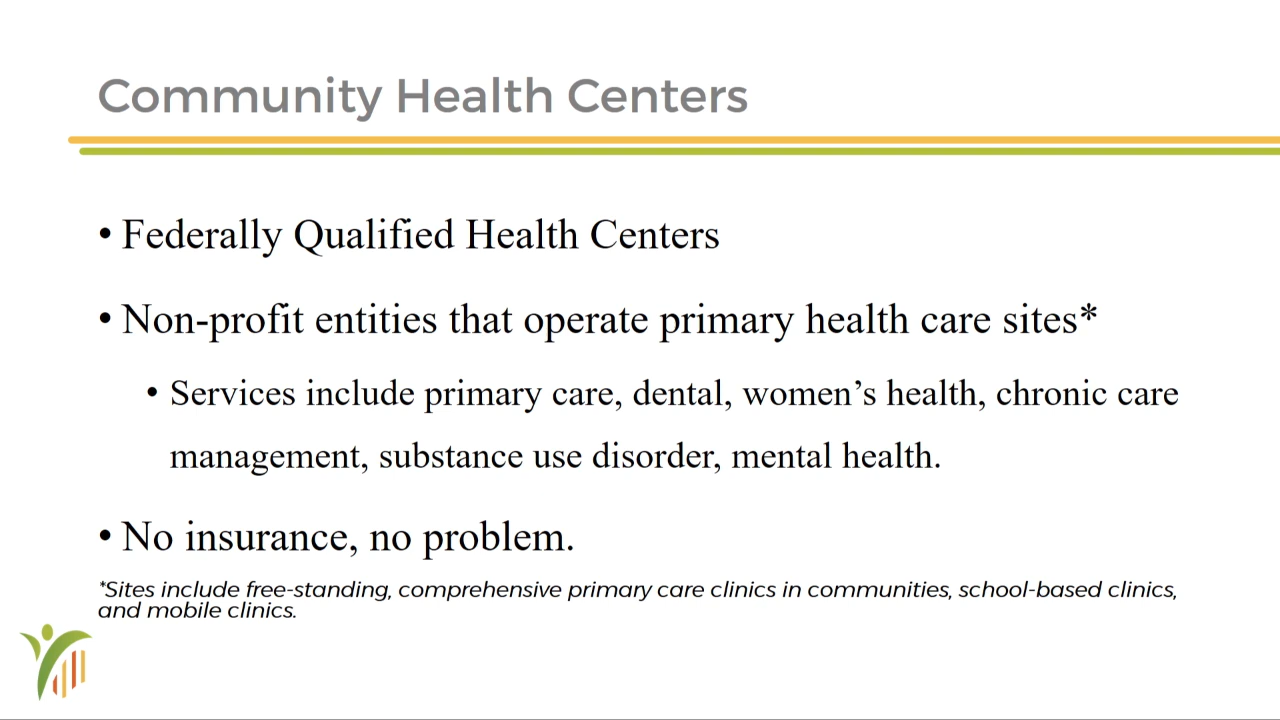 Community Health Centers
• Federally Qualified Health Centers
• Non-profit entities that operate primary health care sites*
• Services include primary care, dental, women’s health, chronic care
management, substance use disorder, mental health.
• No insurance, no problem.
*Sites include free-standing, comprehensive primary care clinics in communities, school-based clinics,
and mobile clinics.